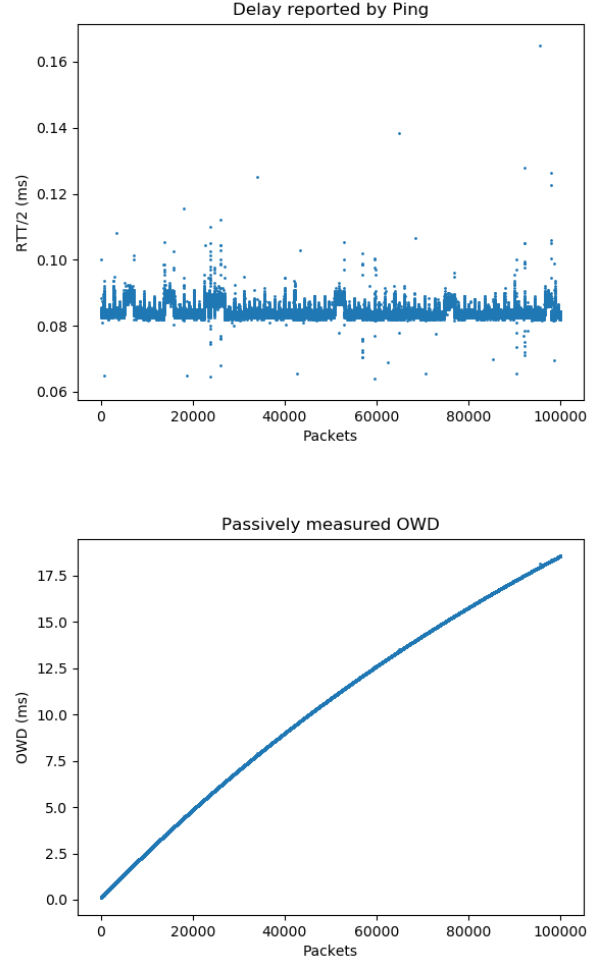 Delay reported by Ping
0.16
0.14
0.12
0.10
0.08
0.06
RTT/2 (ms)
0 20000 40000 60000 80000 100000
Packets
Passively measured OWD
17.5
15.0
12.5
10.0
7.5
5.0
2.5
0.0
OWD (ms)
0 20000 40000 60000 80000 100000
Packets